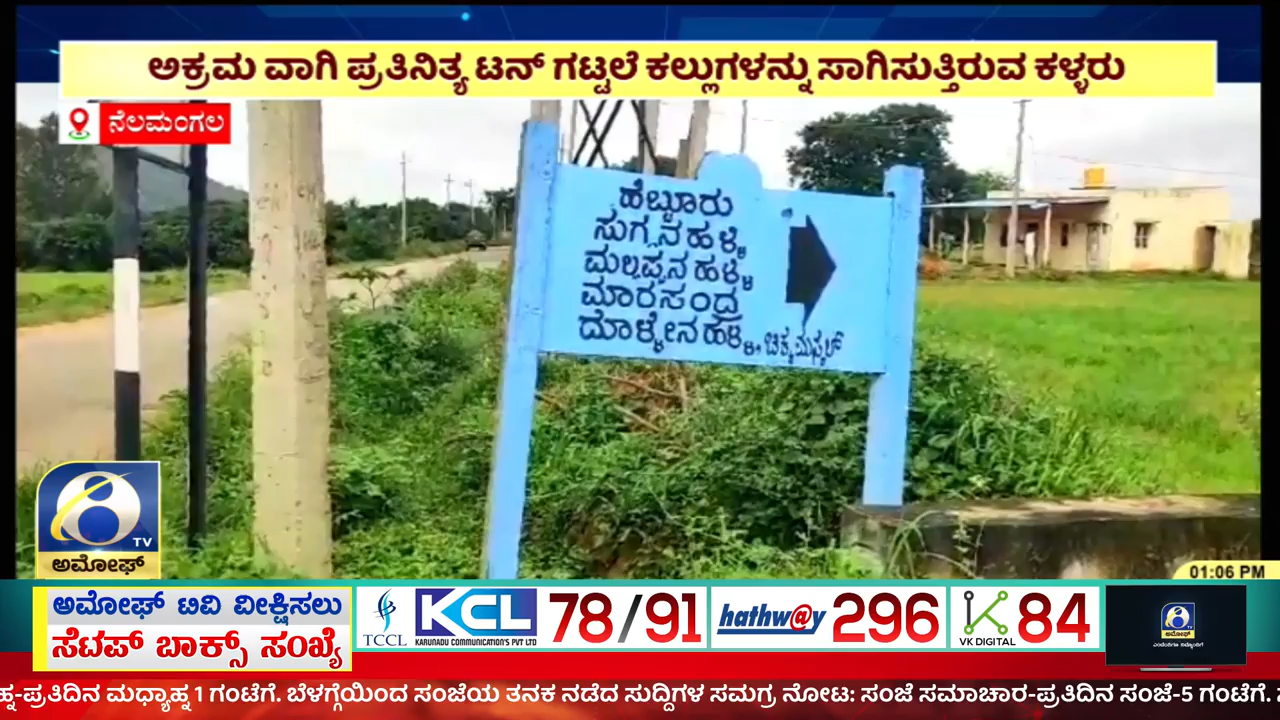 ಅಕ್ರಮ ವಾಗಿ ಪ್ರತಿನಿತ್ಯ ಟನ್ ಗಟ್ಟಲೆ ಕಲ್ಲುಗಳನ್ನು ಸಾಗಿಸುತ್ತಿರುವ ಕಳ್ಳರು
ನೆಲಮಂಗಲ
ಹೆಬ್ಬೂರು
ಸುಗ್ಗನಹಳ್ಳಿ
ಮಲ್ಲಪ್ಪನಹಳ್ಳಿ
ಮಾರಸಂದ್ರ
ದೊಳ್ಳೇನಹಳ್ಳಿ,
8 TV
ಅಮೋಘ್
01:06 PM
ಅಮೋಘ್ ಟಿವಿ ವೀಕ್ಷಿಸಲು
ಸೆಟಪ್ ಬಾಕ್ಸ್ ಸಂಖ್ಯೆ
TCCL
KCL
KARUNADU COMMUNICATION'S PVT LTD
78/91
hathw@y
296
VK DIGITAL
84
ಹ್ನ-ಪ್ರತಿದಿನ ಮಧ್ಯಾಹ್ನ 1 ಗಂಟೆಗೆ. ಬೆಳಗ್ಗೆಯಿಂದ ಸಂಜೆಯ ತನಕ ನಡೆದ ಸುದ್ದಿಗಳ ಸಮಗ್ರ ನೋಟ: ಸಂಜೆ ಸಮಾಚಾರ-ಪ್ರತಿದಿನ ಸಂಜೆ-5 ಗಂಟೆಗೆ.